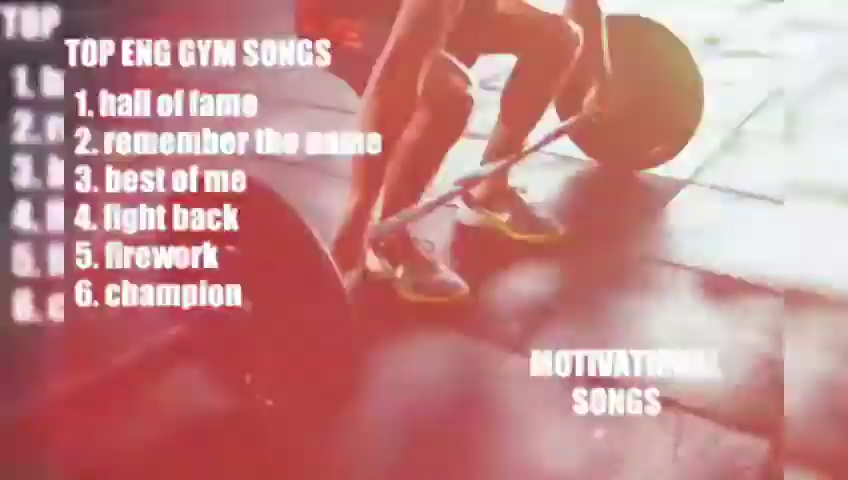 TOP ENG GYM SONGS
1. hall of fame
2. remember the name
3. best of me
4. fight back
5. firework
6. champion
MOTIVATIONAL
SONGS